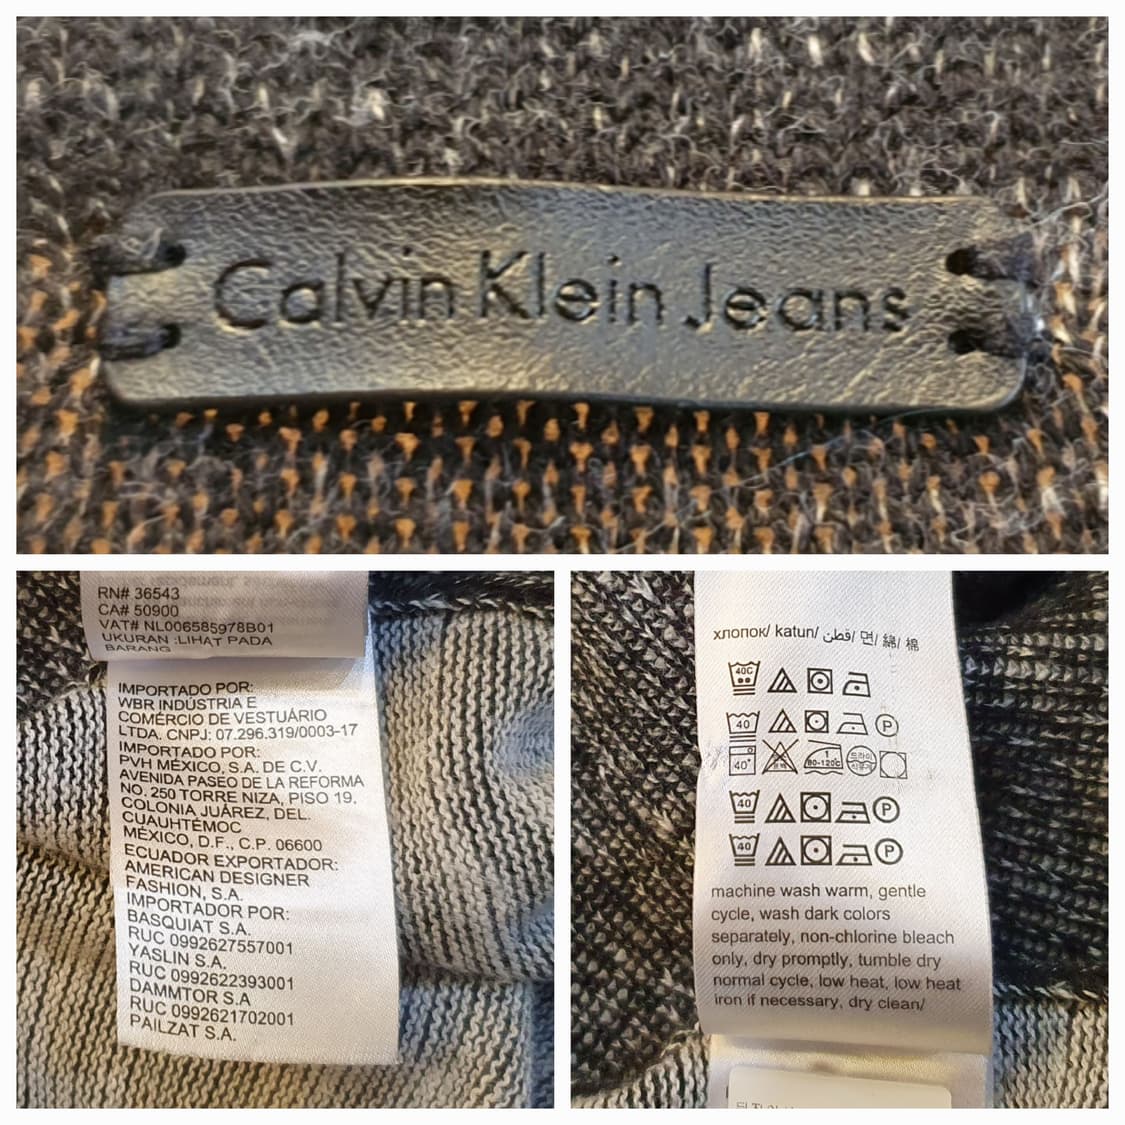 Calvin Klein Jeans
RN# 36543
CA# 50900
VAT# NL006585978B01
UKURAN :LIHAT PADA
BARANG
IMPORTADO POR:
WBR INDÚSTRIA E
COMÉRCIO DE VESTUÁRIO
LTDA. CNPJ: 07.296.319/0003-17
IMPORTADO POR:
PVH MÉXICO, S.A. DE C.V.
AVENIDA PASEO DE LA REFORMA
NO. 250 TORRE NIZA, PISO 19.
COLONIA JUÁREZ, DEL.
CUAUHTÉMOC
MÉXICO, D.F., C.P. 06600
ECUADOR EXPORTADOR:
AMERICAN DESIGNER
FASHION, S.A.
IMPORTADOR POR:
BASQUIAT S.A.
RUC 0992627557001
YASLIN S.A.
RUC 0992622393001
DAMMTOR S.A
RUC 0992621702001
PAILZAT S.A.
хлопок/ katun/ قطن/ 면/ 綿/ 棉
40C
40 P
40° 1 80-120°C 드라이
40 P
40 P
machine wash warm, gentle
cycle, wash dark colors
separately, non-chlorine bleach
only, dry promptly, tumble dry
normal cycle, low heat, low heat
iron if necessary, dry clean/